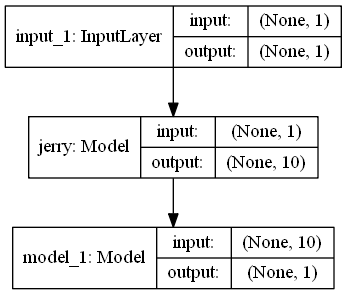 input_1: InputLayer
input:
(None, 1)
output:
(None, 1)
jerry: Model
input:
(None, 1)
output:
(None, 10)
model_1: Model
input:
(None, 10)
output:
(None, 1)